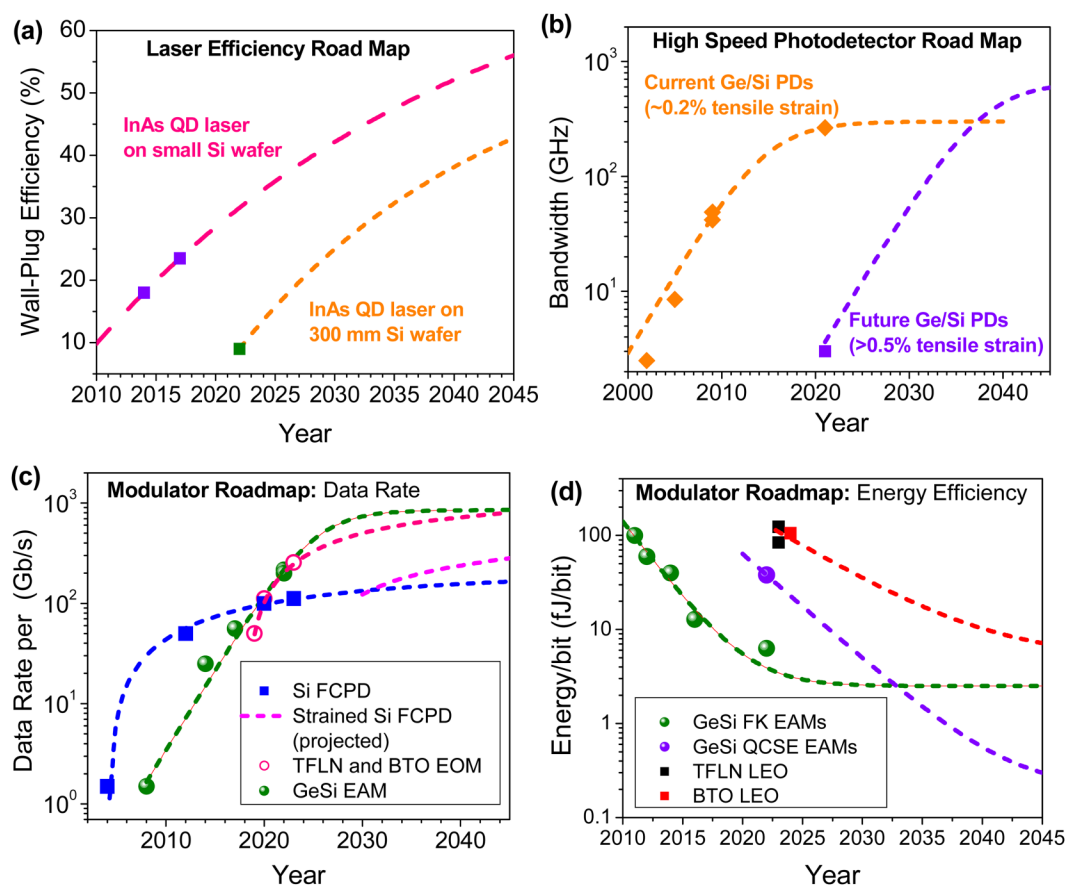 (a)
Laser Efficiency Road Map
Wall-Plug Efficiency (%)
60
50
40
30
20
10
InAs QD laser
on small Si wafer
InAs QD laser on
300 mm Si wafer
2010 2015 2020 2025 2030 2035 2040 2045
Year
(b)
High Speed Photodetector Road Map
Bandwidth (GHz)
10³
10²
10¹
Current Ge/Si PDs
(~0.2% tensile strain)
Future Ge/Si PDs
(>0.5% tensile strain)
2000 2010 2020 2030 2040
Year
(c)
Modulator Roadmap: Data Rate
Data Rate per (Gb/s)
10³
10²
10¹
10⁰
Si FCPD
Strained Si FCPD
(projected)
TFLN and BTO EOM
GeSi EAM
2010 2020 2030 2040
Year
(d)
Modulator Roadmap: Energy Efficiency
Energy/bit (fJ/bit)
100
10
1
0.1
GeSi FK EAMs
GeSi QCSE EAMs
TFLN LEO
BTO LEO
2010 2015 2020 2025 2030 2035 2040 2045
Year